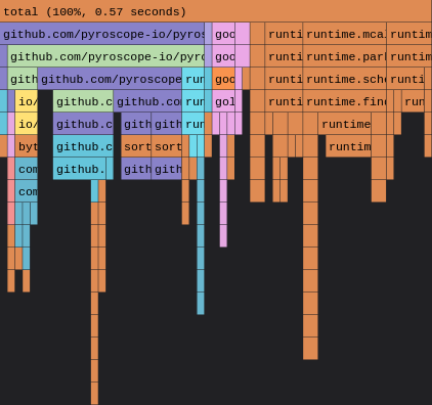 total (100%, 0.57 seconds)
github.com/pyroscope-io/pyros goo runti runtime.mca runtim
github.com/pyroscope-io/pyro goo runti runtime.par runtim
gith github.com/pyroscope goo runti runtime.sche runti
io/ github.c github.co run gol runti runtime.find run
io/ github.c gith gith run runtime
byt github.c sort sort runtim
com github. gith gith
com